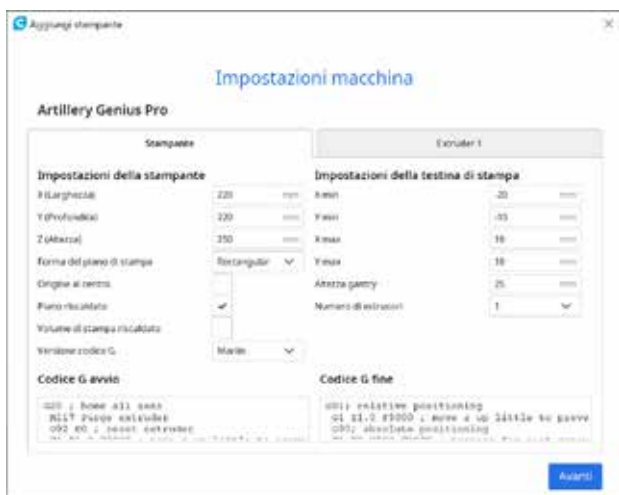 Aggiungi stampante
Impostazioni macchina
Artillery Genius Pro
Stampante
Extruder 1
Impostazioni della stampante
X (Larghezza) 220 mm
Y (Profondità) 220 mm
Z (Altezza) 250 mm
Forma del piano di stampa Rectangular
Origine al centro
Piano riscaldato
Volume di stampa riscaldato
Versione codice G Marlin
Impostazioni della testina di stampa
X min -20 mm
Y min mm
X max 10 mm
Y max 10 mm
Altezza gantry 25 mm
Numero di estrusori 1
Codice G avvio
G28 ; home all axes
M117 Purge extruder
G92 E0 ; reset extruder
Codice G fine
G91; relative positioning
G1 Z1.0 F3000 ; move z up little to preve
G90; absolute positioning
Avanti